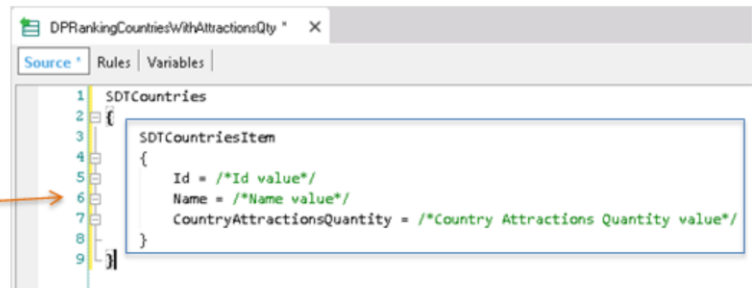 DPRankingCountriesWithAttractionsQty * X
Source * Rules Variables
1 SDTCountries
2 {
3 SDTCountriesItem
4 {
5 Id = /*Id value*/
6 Name = /*Name value*/
7 CountryAttractionsQuantity = /*Country Attractions Quantity value*/
8 }
9 }